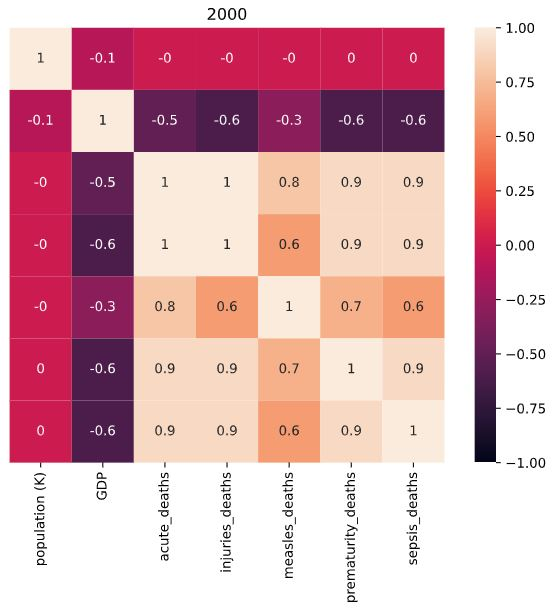 2000
1 -0.1 -0 -0 -0 0 0
-0.1 1 -0.5 -0.6 -0.3 -0.6 -0.6
-0 -0.5 1 1 0.8 0.9 0.9
-0 -0.6 1 1 0.6 0.9 0.9
-0 -0.3 0.8 0.6 1 0.7 0.6
0 -0.6 0.9 0.9 0.7 1 0.9
0 -0.6 0.9 0.9 0.6 0.9 1
population (K)
GDP
acute_deaths
injuries_deaths
measles_deaths
prematurity_deaths
sepsis_deaths
1.00
0.75
0.50
0.25
0.00
−0.25
−0.50
−0.75
−1.00